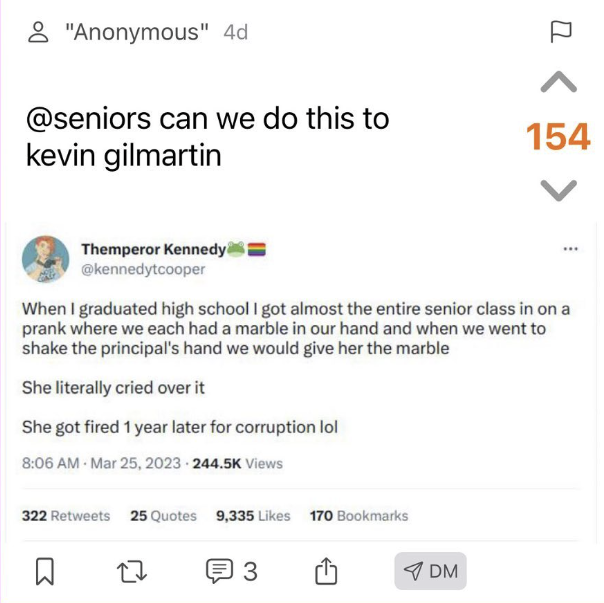 "Anonymous" 4d
@seniors can we do this to
kevin gilmartin
154
Themperor Kennedy🐸🏳️‍🌈
@kennedytcooper
When I graduated high school I got almost the entire senior class in on a
prank where we each had a marble in our hand and when we went to
shake the principal's hand we would give her the marble
She literally cried over it
She got fired 1 year later for corruption lol
8:06 AM · Mar 25, 2023 · 244.5K Views
322 Retweets 25 Quotes 9,335 Likes 170 Bookmarks
3 DM